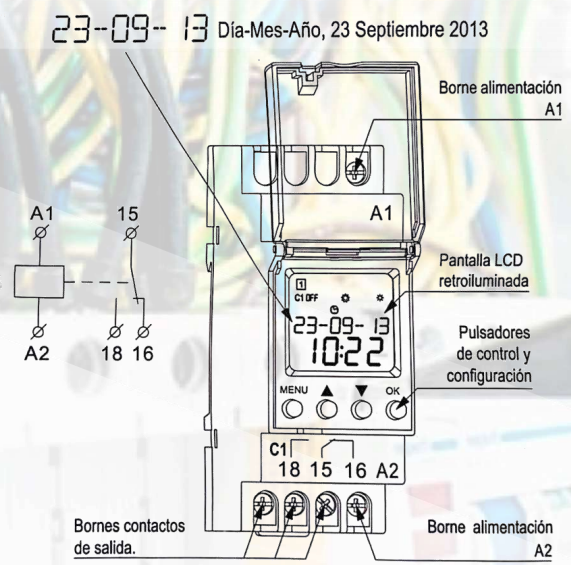 23-09-13 Día-Mes-Año, 23 Septiembre 2013
Borne alimentación
A1
A1
A1 15
A2 18 16
Pantalla LCD
retroiluminada
1
C1 OFF
23-09-13
10:22
Pulsadores
de control y
configuración
MENU ▲ ▼ OK
C1
18 15 16 A2
Bornes contactos
de salida.
Borne alimentación
A2